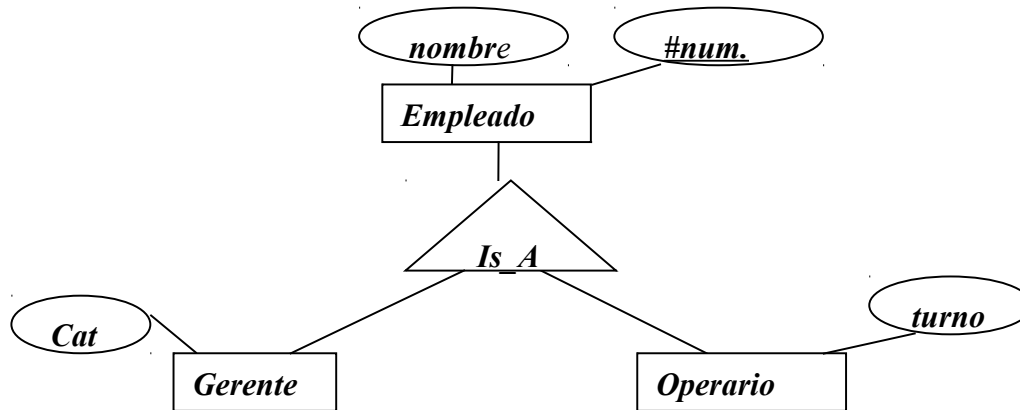 nombre
#num.
Empleado
Is_A
Cat
turno
Gerente
Operario